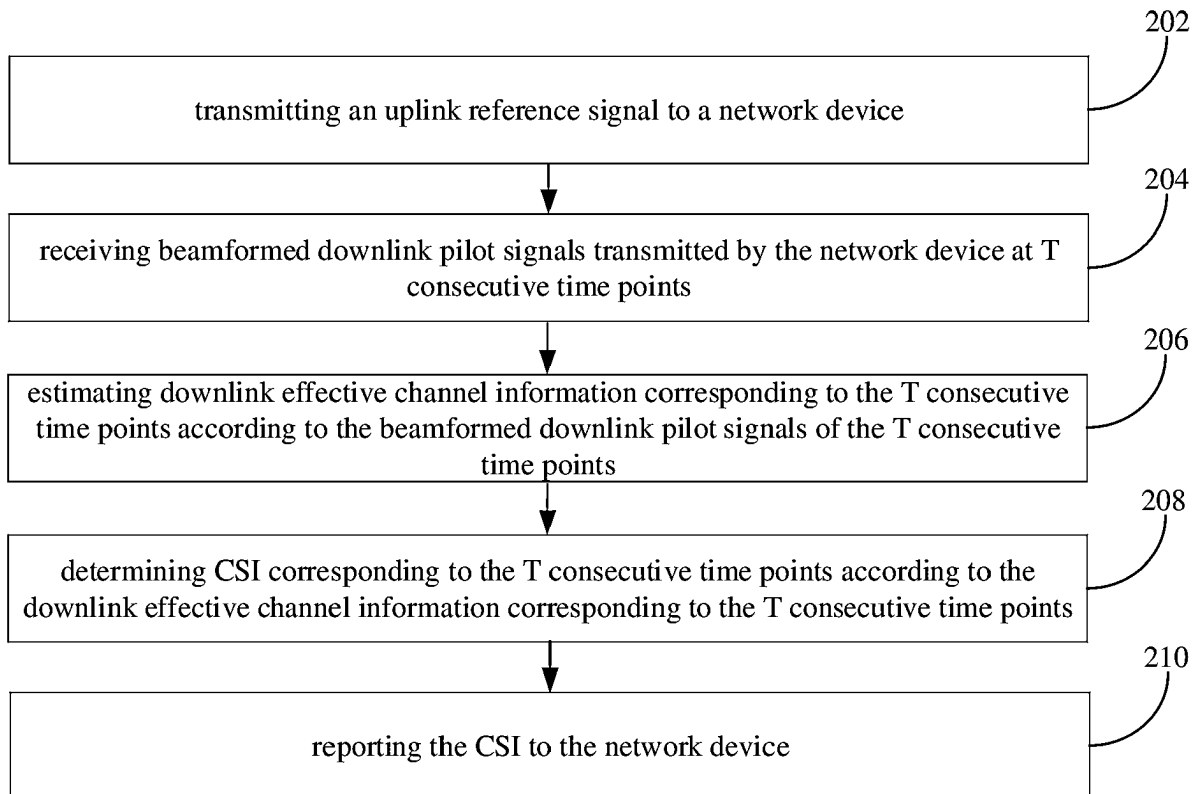 202
transmitting an uplink reference signal to a network device
204
receiving beamformed downlink pilot signals transmitted by the network device at T
consecutive time points
206
estimating downlink effective channel information corresponding to the T consecutive
time points according to the beamformed downlink pilot signals of the T consecutive
time points
208
determining CSI corresponding to the T consecutive time points according to the
downlink effective channel information corresponding to the T consecutive time points
210
reporting the CSI to the network device